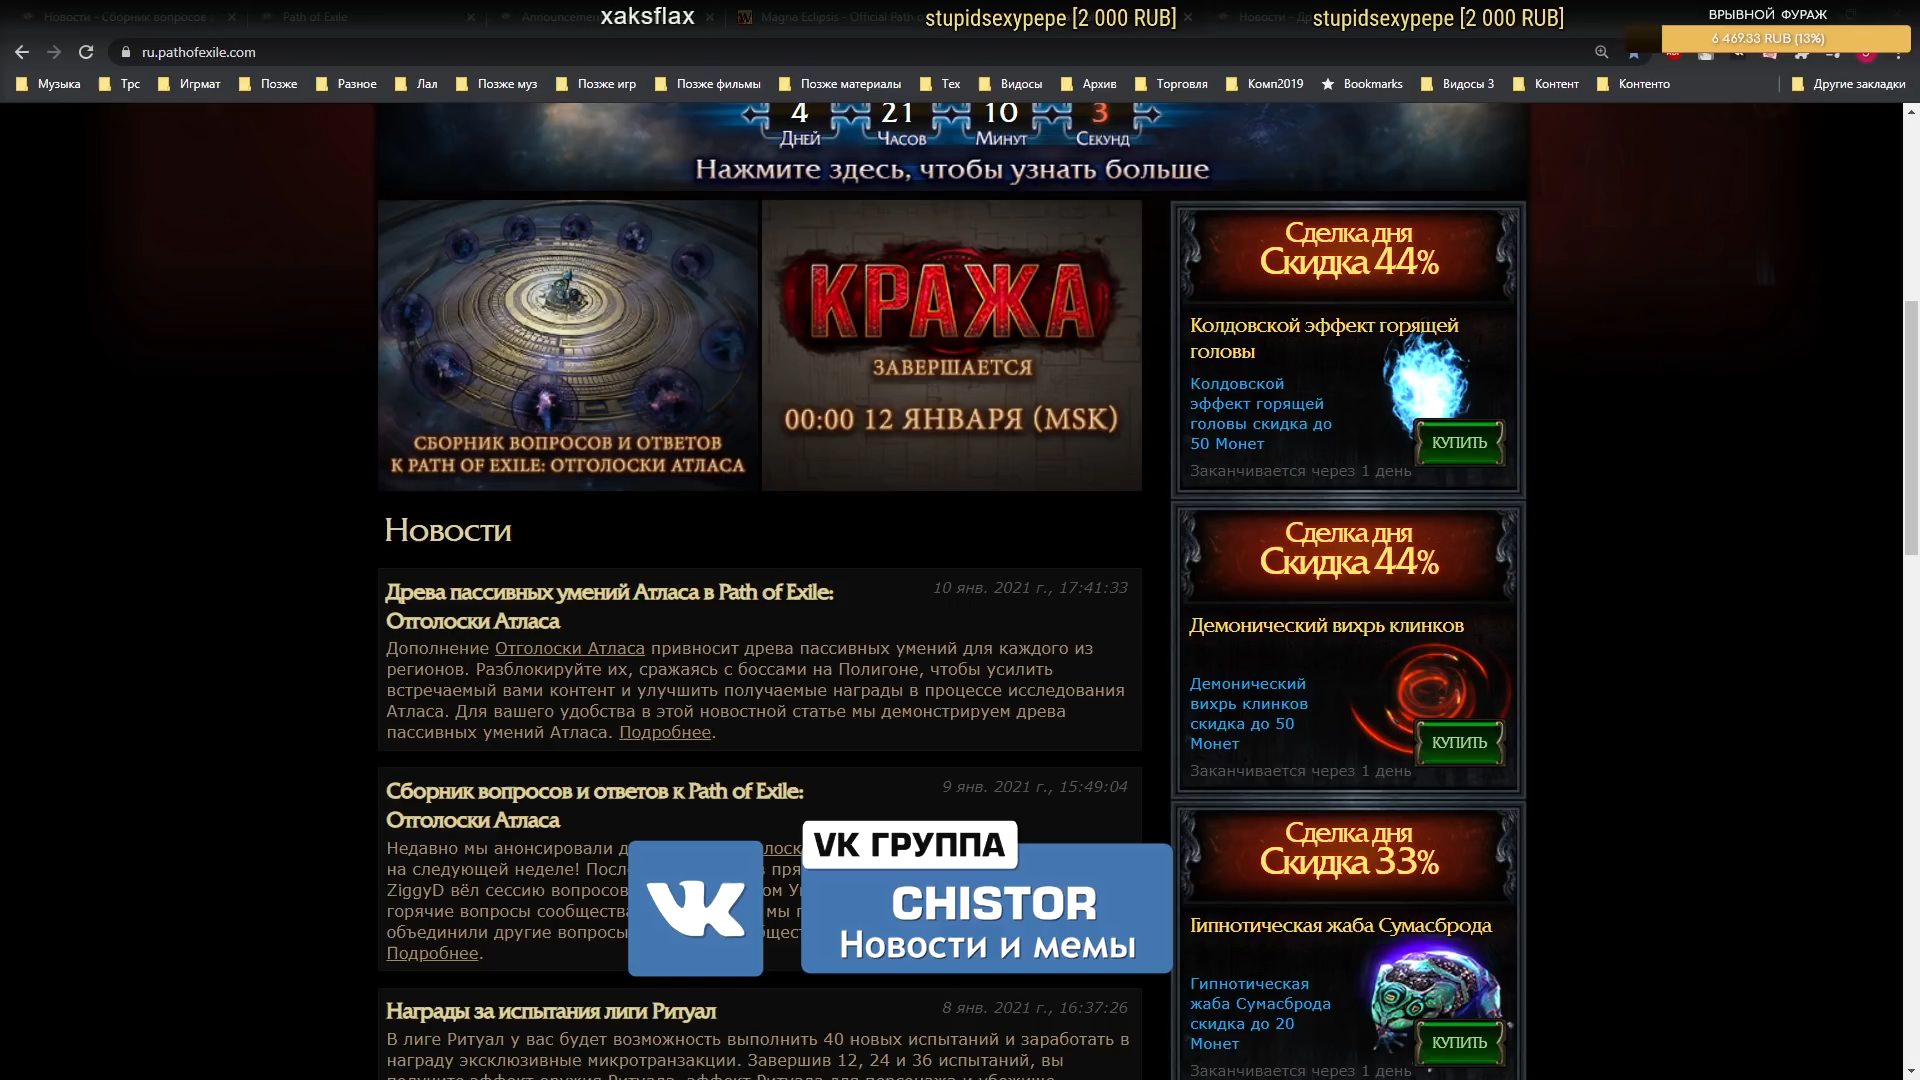 Новости - Сборник вопросов
Path of Exile
Announcemen
xaksflax
Magna Eclipsis - Official Path o
stupidsexypepe [2 000 RUB]
stupidsexypepe [2 000 RUB]
ВРЫВНОЙ ФУРАЖ
6 469.33 RUB (13%)
ru.pathofexile.com
Музыка
Трс
Игрмат
Позже
Разное
Лал
Позже муз
Позже игр
Позже фильмы
Позже материалы
Тех
Видосы
Архив
Торговля
Комп2019
Bookmarks
Видосы 3
Контент
Контенто
Другие закладки
4 21 10 3
Дней Часов Минут Секунд
Нажмите здесь, чтобы узнать больше
СБОРНИК ВОПРОСОВ И ОТВЕТОВ
К PATH OF EXILE: ОТГОЛОСКИ АТЛАСА
КРАЖА
ЗАВЕРШАЕТСЯ
00:00 12 ЯНВАРЯ (MSK)
Новости
Древа пассивных умений Атласа в Path of Exile:
Отголоски Атласа
10 янв. 2021 г., 17:41:33
Дополнение Отголоски Атласа привносит древа пассивных умений для каждого из
регионов. Разблокируйте их, сражаясь с боссами на Полигоне, чтобы усилить
встречаемый вами контент и улучшить получаемые награды в процессе исследования
Атласа. Для вашего удобства в этой новостной статье мы демонстрируем древа
пассивных умений Атласа. Подробнее.
Сборник вопросов и ответов к Path of Exile:
Отголоски Атласа
9 янв. 2021 г., 15:49:04
Недавно мы анонсировали
на следующей неделе!
ZiggyD вёл сессию вопросов
горячие вопросы сообщества
объединили другие вопросы
Подробнее.
VK ГРУППА
CHISTOR
Новости и мемы
Награды за испытания лиги Ритуал
8 янв. 2021 г., 16:37:26
В лиге Ритуал у вас будет возможность выполнить 40 новых испытаний и заработать в
награду эксклюзивные микротранзакции. Завершив 12, 24 и 36 испытаний, вы
Сделка дня
Скидка 44%
Колдовской эффект горящей
головы
Колдовской
эффект горящей
головы скидка до
50 Монет
КУПИТЬ
Заканчивается через 1 день
Сделка дня
Скидка 44%
Демонический вихрь клинков
Демонический
вихрь клинков
скидка до 50
Монет
КУПИТЬ
Заканчивается через 1 день
Сделка дня
Скидка 33%
Гипнотическая жаба Сумасброда
Гипнотическая
жаба Сумасброда
скидка до 20
Монет
КУПИТЬ
Заканчивается через 1 день